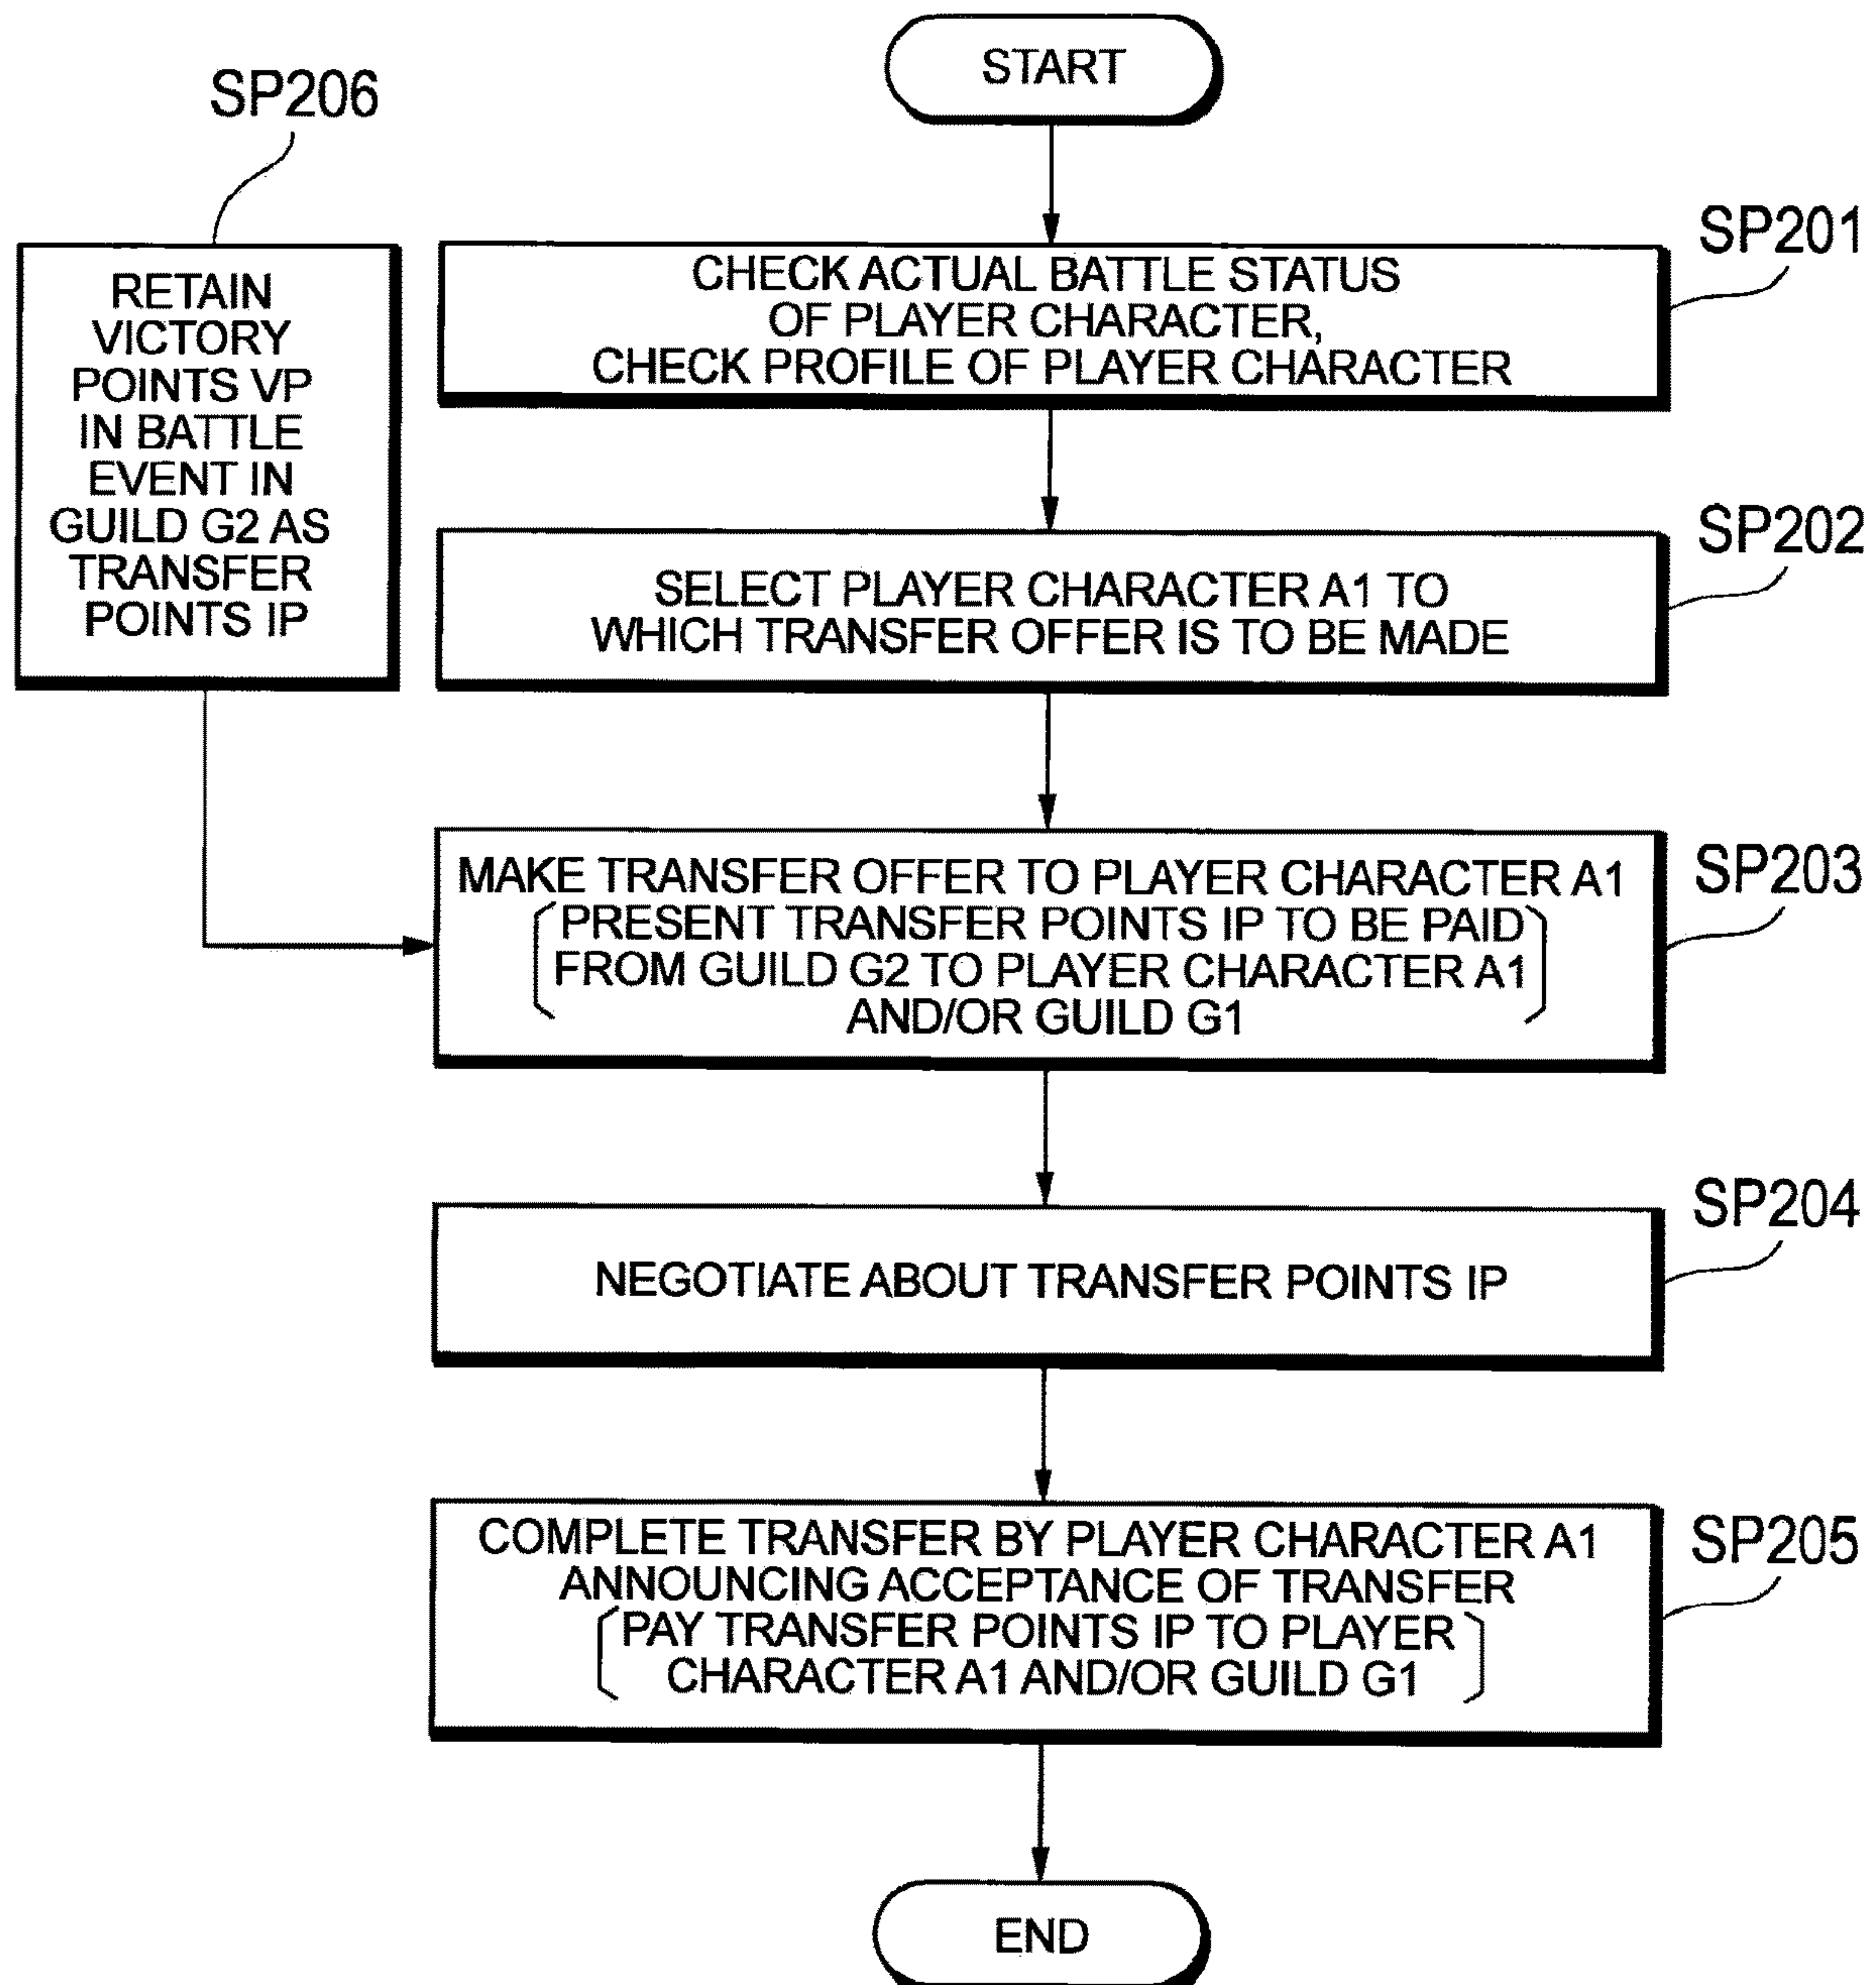 START
SP206
RETAIN
VICTORY
POINTS VP
IN BATTLE
EVENT IN
GUILD G2 AS
TRANSFER
POINTS IP
SP201
CHECK ACTUAL BATTLE STATUS
OF PLAYER CHARACTER,
CHECK PROFILE OF PLAYER CHARACTER
SP202
SELECT PLAYER CHARACTER A1 TO
WHICH TRANSFER OFFER IS TO BE MADE
SP203
MAKE TRANSFER OFFER TO PLAYER CHARACTER A1
PRESENT TRANSFER POINTS IP TO BE PAID
FROM GUILD G2 TO PLAYER CHARACTER A1
AND/OR GUILD G1
SP204
NEGOTIATE ABOUT TRANSFER POINTS IP
SP205
COMPLETE TRANSFER BY PLAYER CHARACTER A1
ANNOUNCING ACCEPTANCE OF TRANSFER
PAY TRANSFER POINTS IP TO PLAYER
CHARACTER A1 AND/OR GUILD G1
END